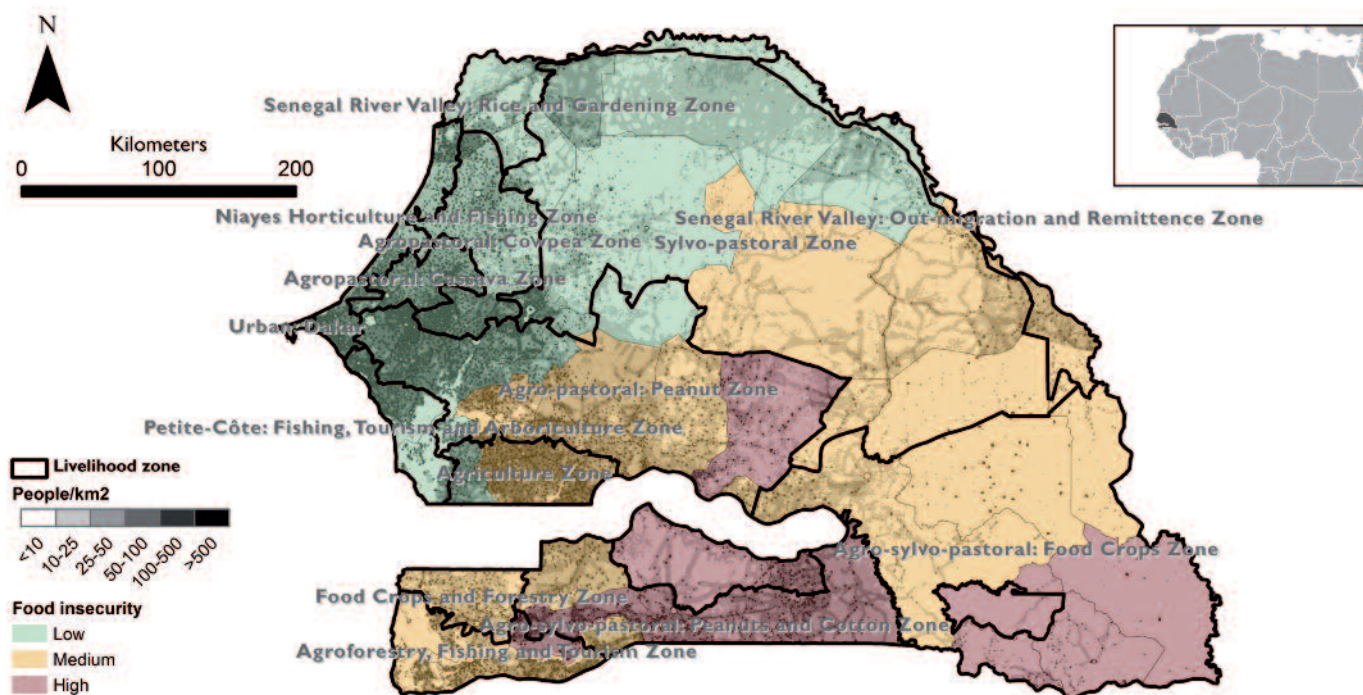 N
Kilometers
0 100 200
Senegal River Valley: Rice and Gardening Zone
Niayes Horticulture and Fishing Zone
Senegal River Valley: Out-migration and Remittence Zone
Agropastoral: Cowpea Zone
Sylvo-pastoral Zone
Agropastoral: Cassava Zone
Urban: Dakar
Agro-pastoral: Peanut Zone
Petite-Côte: Fishing, Tourism and Arboriculture Zone
Agriculture Zone
Agro-sylvo-pastoral: Food Crops Zone
Food Crops and Forestry Zone
Agro-sylvo-pastoral: Peanuts and Cotton Zone
Agroforestry, Fishing and Tourism Zone
Livelihood zone
People/km2
<10
10-25
25-50
50-100
100-500
>500
Food insecurity
Low
Medium
High